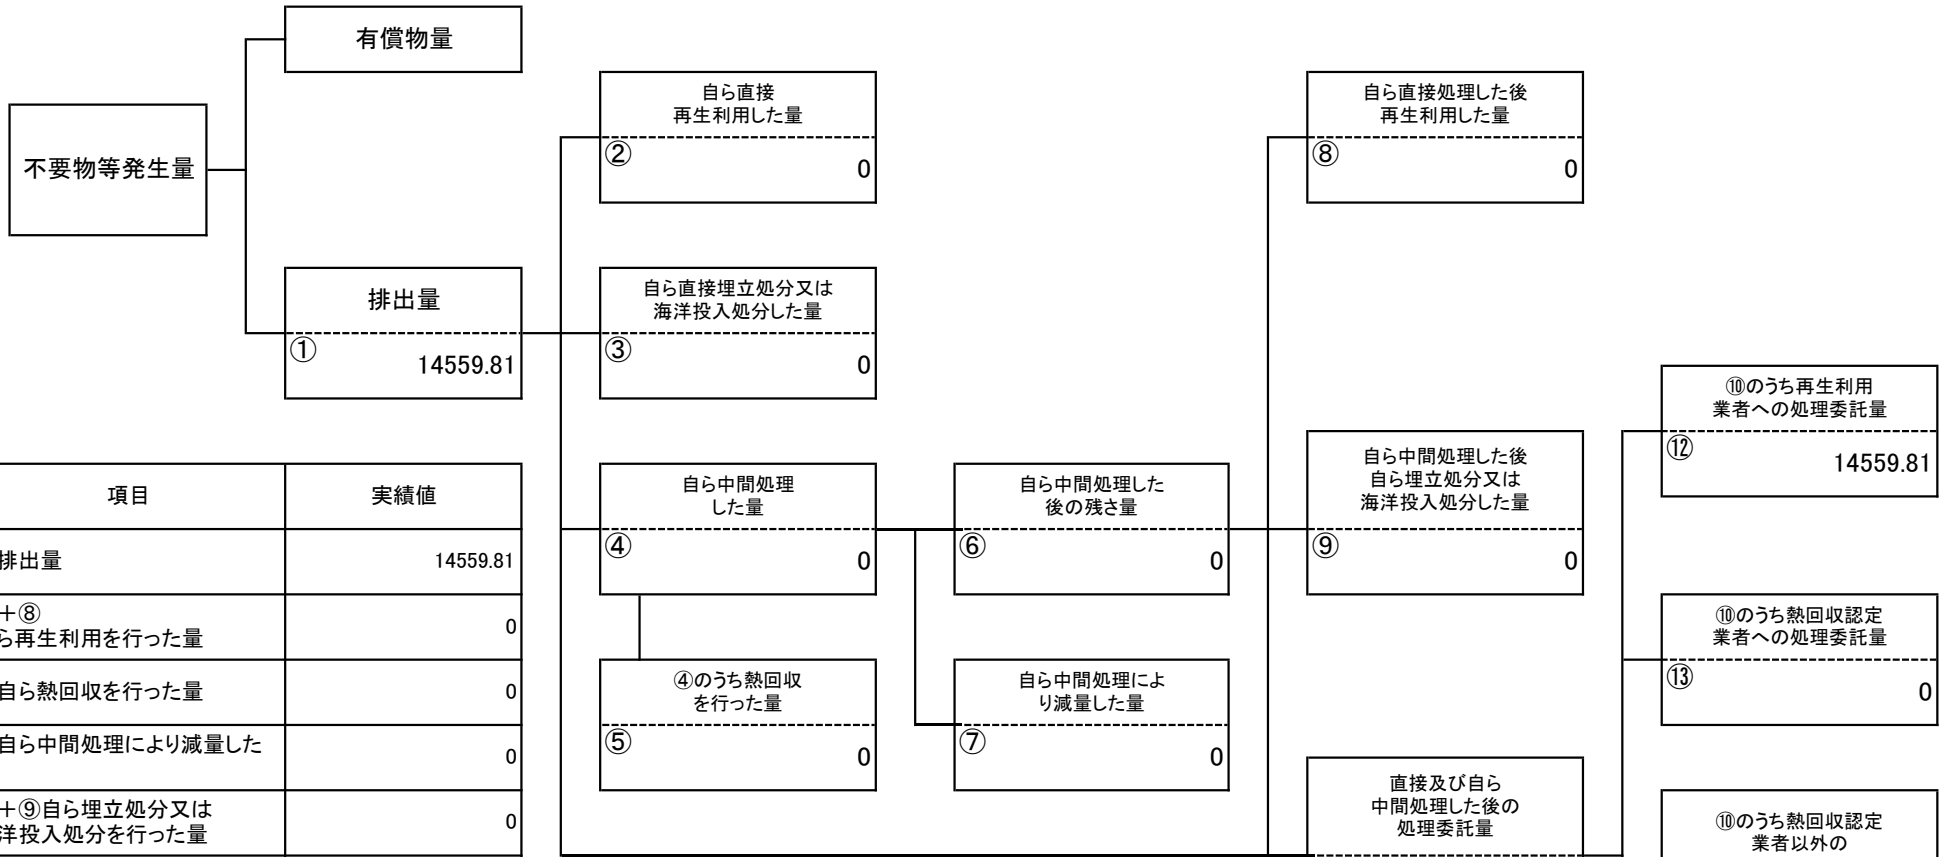 有償物量
不要物等発生量
排出量
①
14559.81
自ら直接
再生利用した量
②
0
自ら直接埋立処分又は
海洋投入処分した量
③
0
自ら中間処理
した量
④
0
④のうち熱回収
を行った量
⑤
0
自ら中間処理した
後の残さ量
⑥
0
自ら中間処理によ
り減量した量
⑦
0
自ら直接処理した後
再生利用した量
⑧
0
自ら中間処理した後
自ら埋立処分又は
海洋投入処分した量
⑨
0
直接及び自ら
中間処理した後の
処理委託量
⑩のうち再生利用
業者への処理委託量
⑫
14559.81
⑩のうち熱回収認定
業者への処理委託量
⑬
0
⑩のうち熱回収認定
業者以外の
項目
実績値
排出量
14559.81
+⑧
ら再生利用を行った量
0
自ら熱回収を行った量
0
自ら中間処理により減量した
0
+⑨自ら埋立処分又は
洋投入処分を行った量
0